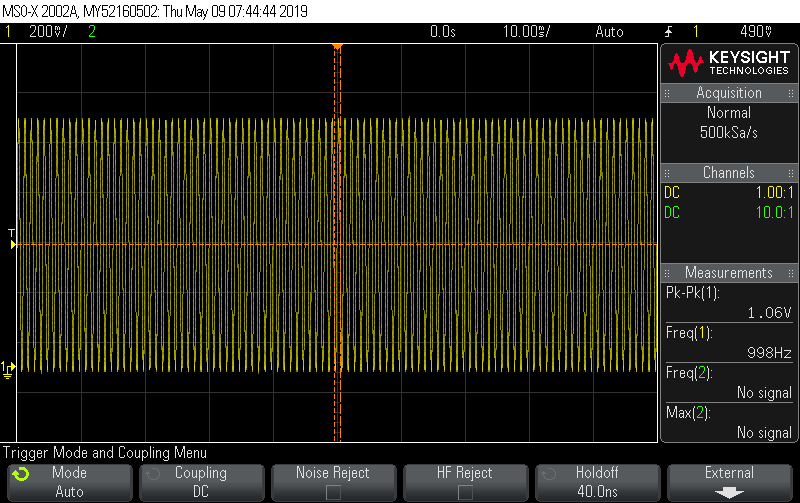 MSO-X 2002A, MY52160502: Thu May 09 07:44:44 2019
1 200V/ 2 0.0s 10.00s/ Auto 1 490V
KEYSIGHT
TECHNOLOGIES
Acquisition
Normal
500kSa/s
Channels
DC 1.00:1
DC 10.0:1
Measurements
Pk-Pk(1):
1.06V
Freq(1):
998Hz
Freq(2):
No signal
Max(2):
No signal
T
1
Trigger Mode and Coupling Menu
Mode
Auto
Coupling
DC
Noise Reject
HF Reject
Holdoff
40.0ns
External